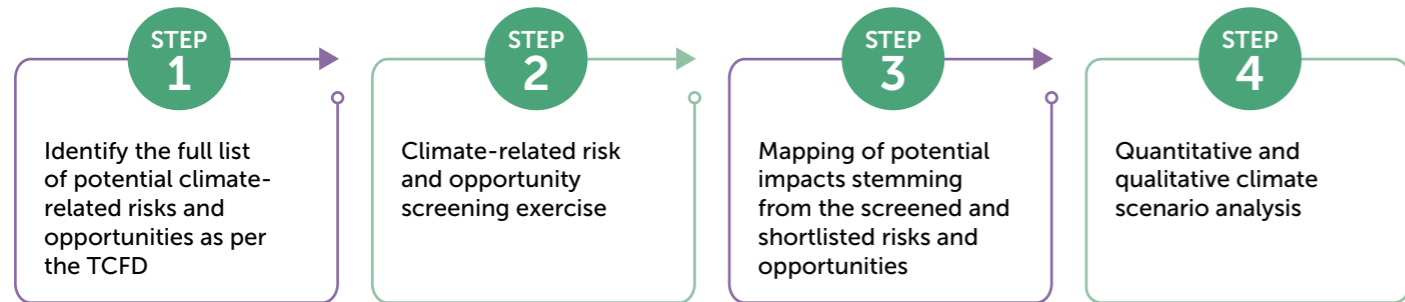 STEP
1
Identify the full list
of potential climate-
related risks and
opportunities as per
the TCFD
STEP
2
Climate-related risk
and opportunity
screening exercise
STEP
3
Mapping of potential
impacts stemming
from the screened and
shortlisted risks and
opportunities
STEP
4
Quantitative and
qualitative climate
scenario analysis